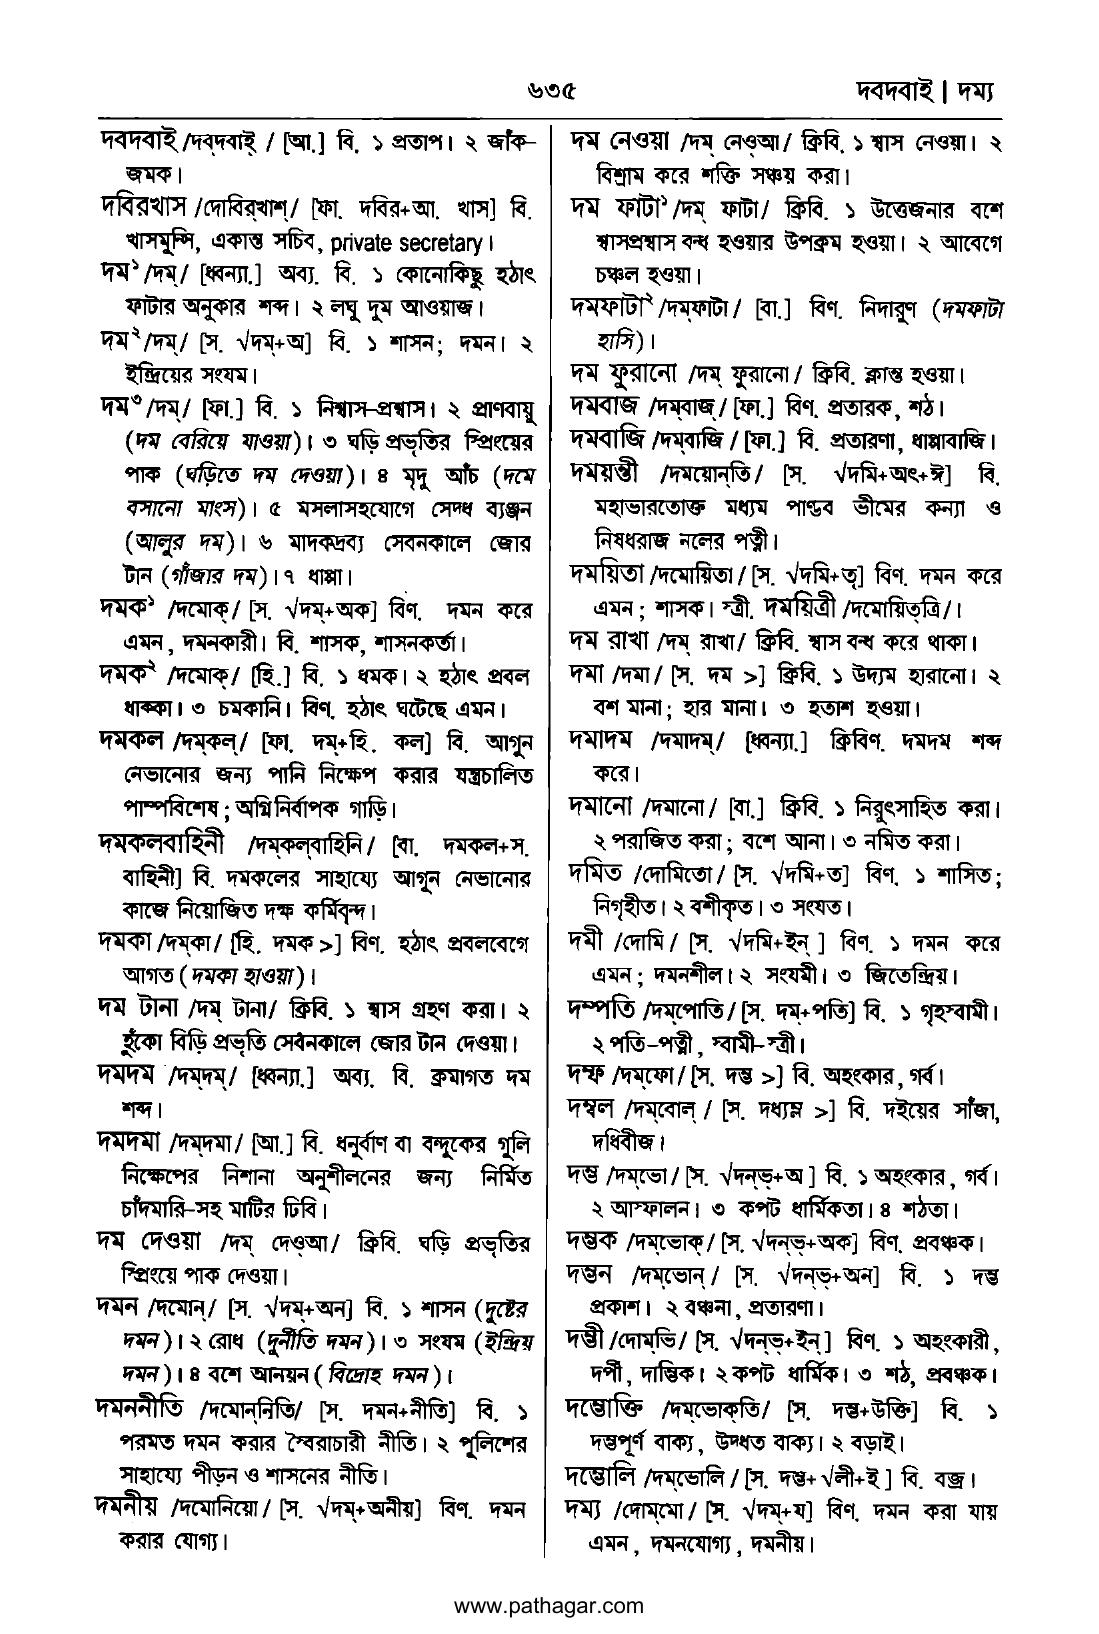 ৬৩৫
দবদবাই | দম্য
দবদবাই /দব্‌দবাই্‌ / [আ.] বি. ১ প্রতাপ। ২ জাঁক-
জমক।
দবিরখাস /দোবির্‌খাশ্‌/ [ফা. দবির+আ. খাস] বি.
খাসমুন্সি, একান্ত সচিব, private secretary।
দম১ /দম্‌/ [ধ্বন্যা.] অব্য. বি. ১ কোনোকিছু হঠাৎ
ফাটার অনুকার শব্দ। ২ লঘু দুম আওয়াজ।
দম২ /দম্‌/ [স. √দম্‌+অ] বি. ১ শাসন; দমন। ২
ইন্দ্রিয়ের সংযম।
দম৩ /দম্‌/ [ফা.] বি. ১ নিশ্বাস-প্রশ্বাস। ২ প্রাণবায়ু
(দম বেরিয়ে যাওয়া)। ৩ ঘড়ি প্রভৃতির স্প্রিংয়ের
পাক (ঘড়িতে দম দেওয়া)। ৪ মৃদু আঁচ (দমে
বসানো মাংস)। ৫ মসলাসহযোগে সেদ্ধ ব্যঞ্জন
(আলুর দম)। ৬ মাদকদ্রব্য সেবনকালে জোর
টান (গাঁজার দম)। ৭ ধাপ্পা।
দমক১ /দমোক্‌/ [স. √দম্‌+অক] বিণ. দমন করে
এমন, দমনকারী। বি. শাসক, শাসনকর্তা।
দমক২ /দমোক্‌/ [হি.] বি. ১ ধমক। ২ হঠাৎ প্রবল
ধাক্কা। ৩ চমকানি। বিণ. হঠাৎ ঘটেছে এমন।
দমকল /দম্‌কল্‌/ [ফা. দম্‌+হি. কল] বি. আগুন
নেভানোর জন্য পানি নিক্ষেপ করার যন্ত্রচালিত
পাম্পবিশেষ; অগ্নিনির্বাপক গাড়ি।
দমকলবাহিনী /দম্‌কল্‌বাহিনি/ [বা. দমকল+স.
বাহিনী] বি. দমকলের সাহায্যে আগুন নেভানোর
কাজে নিয়োজিত দক্ষ কর্মিবৃন্দ।
দমকা /দম্‌কা/ [হি. দমক >] বিণ. হঠাৎ প্রবলবেগে
আগত (দমকা হাওয়া)।
দম টানা /দম্‌ টানা/ ক্রিবি. ১ শ্বাস গ্রহণ করা। ২
হুঁকো বিড়ি প্রভৃতি সেবনকালে জোর টান দেওয়া।
দমদম /দম্‌দম্‌/ [ধ্বন্যা.] অব্য. বি. ক্রমাগত দম
শব্দ।
দমদমা /দম্‌দমা/ [আ.] বি. ধনুর্বাণ বা বন্দুকের গুলি
নিক্ষেপের নিশানা অনুশীলনের জন্য নির্মিত
চাঁদমারি-সহ মাটির ঢিবি।
দম দেওয়া /দম্‌ দেও্‌আ/ ক্রিবি. ঘড়ি প্রভৃতির
স্প্রিংয়ে পাক দেওয়া।
দমন /দমোন্‌/ [স. √দম্‌+অন] বি. ১ শাসন (দুষ্টের
দমন)। ২ রোধ (দুর্নীতি দমন)। ৩ সংযম (ইন্দ্রিয়
দমন)। ৪ বশে আনয়ন (বিদ্রোহ দমন)।
দমননীতি /দমোন্‌নিতি/ [স. দমন+নীতি] বি. ১
পরমত দমন করার স্বৈরাচারী নীতি। ২ পুলিশের
সাহায্যে পীড়ন ও শাসনের নীতি।
দমনীয় /দমোনিয়ো/ [স. √দম্‌+অনীয়] বিণ. দমন
করার যোগ্য।
দম নেওয়া /দম্‌ নেও্‌আ/ ক্রিবি. ১ শ্বাস নেওয়া। ২
বিশ্রাম করে শক্তি সঞ্চয় করা।
দম ফাটা১ /দম্‌ ফাটা/ ক্রিবি. ১ উত্তেজনার বশে
শ্বাসপ্রশ্বাস বন্ধ হওয়ার উপক্রম হওয়া। ২ আবেগে
চঞ্চল হওয়া।
দমফাটা২ /দম্‌ফাটা/ [বা.] বিণ. নিদারুণ (দমফাটা
হাসি)।
দম ফুরানো /দম্‌ ফুরানো/ ক্রিবি. ক্লান্ত হওয়া।
দমবাজ /দম্‌বাজ্‌/ [ফা.] বিণ. প্রতারক, শঠ।
দমবাজি /দম্‌বাজি/ [ফা.] বি. প্রতারণা, ধাপ্পাবাজি।
দময়ন্তী /দময়োন্‌তি/ [স. √দমি+অৎ+ঈ] বি.
মহাভারতোক্ত মধ্যম পাণ্ডব ভীমের কন্যা ও
নিষধরাজ নলের পত্নী।
দময়িতা /দমোয়িতা/ [স. √দমি+তৃ] বিণ. দমন করে
এমন; শাসক। স্ত্রী. দময়িত্রী /দমোয়িত্‌ত্রি/।
দম রাখা /দম্‌ রাখা/ ক্রিবি. শ্বাস বন্ধ করে থাকা।
দমা /দমা/ [স. দম >] ক্রিবি. ১ উদ্যম হারানো। ২
বশ মানা; হার মানা। ৩ হতাশ হওয়া।
দমাদম /দমাদম্‌/ [ধ্বন্যা.] ক্রিবিণ. দমদম শব্দ
করে।
দমানো /দমানো/ [বা.] ক্রিবি. ১ নিরুৎসাহিত করা।
২ পরাজিত করা; বশে আনা। ৩ নমিত করা।
দমিত /দোমিতো/ [স. √দমি+ত] বিণ. ১ শাসিত;
নিগৃহীত। ২ বশীকৃত। ৩ সংযত।
দমী /দোমি/ [স. √দমি+ইন্‌ ] বিণ. ১ দমন করে
এমন; দমনশীল। ২ সংযমী। ৩ জিতেন্দ্রিয়।
দম্পতি /দম্‌পোতি/ [স. দম্‌+পতি] বি. ১ গৃহস্বামী।
২ পতি-পত্নী, স্বামী-স্ত্রী।
দম্ফ /দম্‌ফো/ [স. দম্ভ >] বি. অহংকার, গর্ব।
দম্বল /দম্‌বোল্‌/ [স. দধ্যম্ল >] বি. দইয়ের সাঁজা,
দধিবীজ।
দম্ভ /দম্‌ভো/ [স. √দন্‌ভ্‌+অ ] বি. ১ অহংকার, গর্ব।
২ আস্ফালন। ৩ কপট ধার্মিকতা। ৪ শঠতা।
দম্ভক /দম্‌ভোক্‌/ [স. √দন্‌ভ্‌+অক] বিণ. প্রবঞ্চক।
দম্ভন /দম্‌ভোন্‌/ [স. √দন্‌ভ্‌+অন] বি. ১ দম্ভ
প্রকাশ। ২ বঞ্চনা, প্রতারণা।
দম্ভী /দোম্‌ভি/ [স. √দন্‌ভ্‌+ইন্‌] বিণ. ১ অহংকারী,
দর্পী, দাম্ভিক। ২ কপট ধার্মিক। ৩ শঠ, প্রবঞ্চক।
দম্ভোক্তি /দম্‌ভোক্‌তি/ [স. দম্ভ+উক্তি] বি. ১
দম্ভপূর্ণ বাক্য, উদ্ধত বাক্য। ২ বড়াই।
দম্ভোলি /দম্‌ভোলি/ [স. দম্ভ+√লী+ই ] বি. বজ্র।
দম্য /দোম্‌মো/ [স. √দম্‌+য] বিণ. দমন করা যায়
এমন, দমনযোগ্য, দমনীয়।
www.pathagar.com